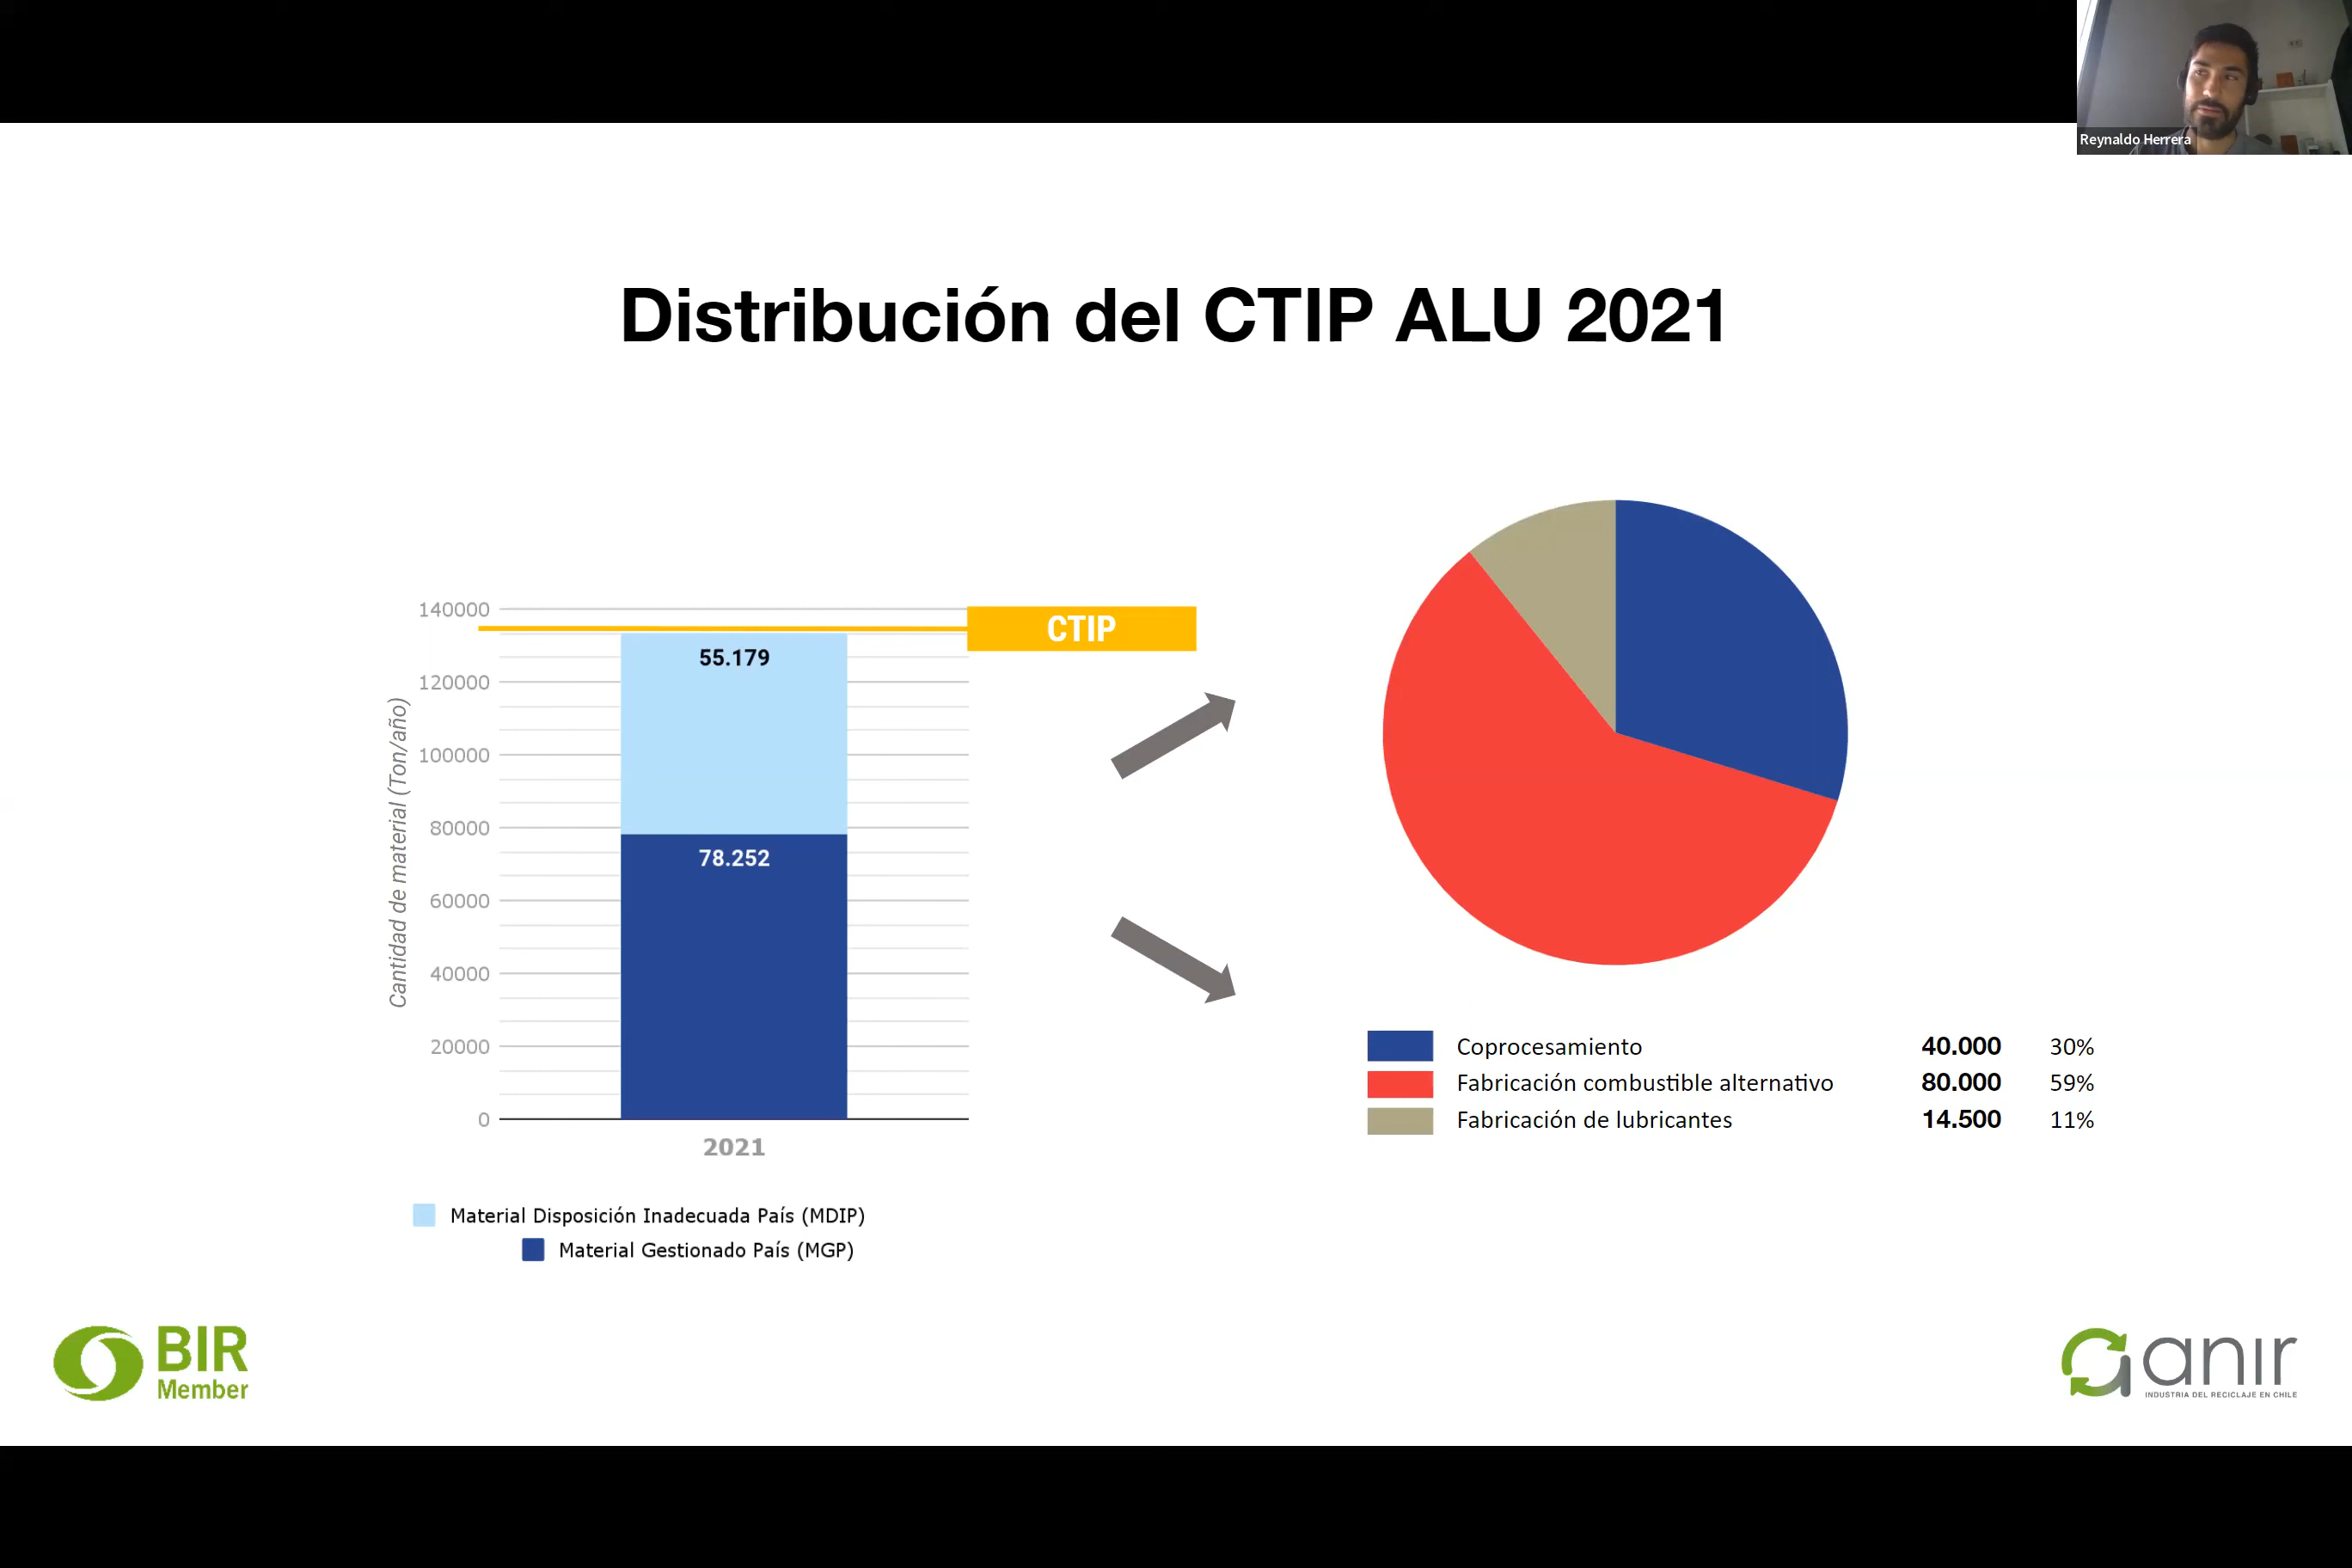 Reynaldo Herrera
Distribución del CTIP ALU 2021
Cantidad de material (Ton/año)
140000
120000
100000
80000
60000
40000
20000
0
CTIP
55.179
78.252
2021
Material Disposición Inadecuada País (MDIP)
Material Gestionado País (MGP)
Coprocesamiento 40.000 30%
Fabricación combustible alternativo 80.000 59%
Fabricación de lubricantes 14.500 11%
BIR
Member
anir
INDUSTRIA DEL RECICLAJE EN CHILE